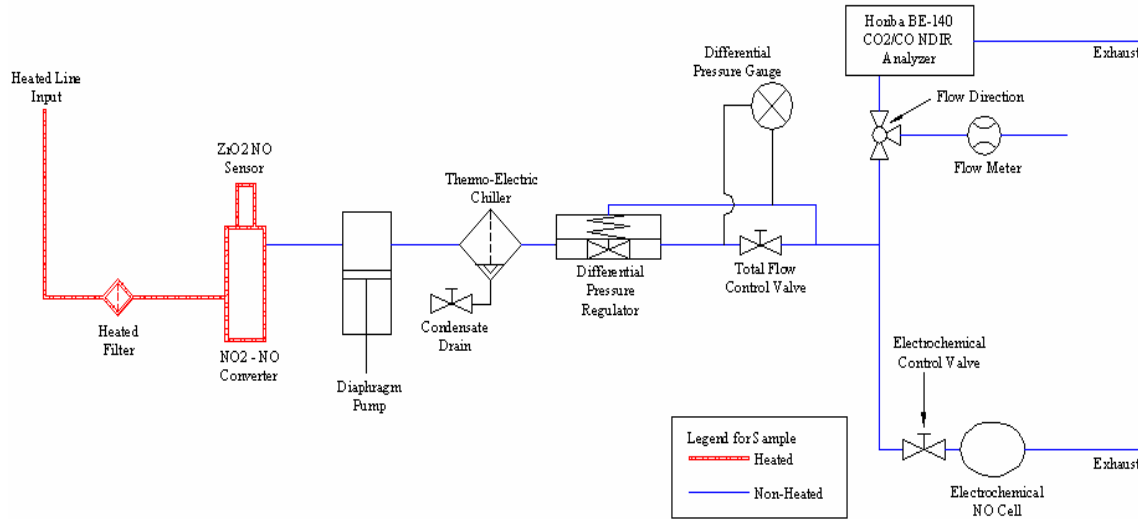 Heated Line
Input
ZrO2 NO
Sensor
Heated
Filter
NO2 - NO
Converter
Diaphragm
Pump
Thermo-Electric
Chiller
Condensate
Drain
Differential
Pressure
Regulator
Differential
Pressure Gauge
Total Flow
Control Valve
Horiba BE-140
CO2/CO NDIR
Analyzer
Exhaust
Flow Direction
Flow Meter
Electrochemical
Control Valve
Electrochemical
NO Cell
Exhaust
Legend for Sample
Heated
Non-Heated